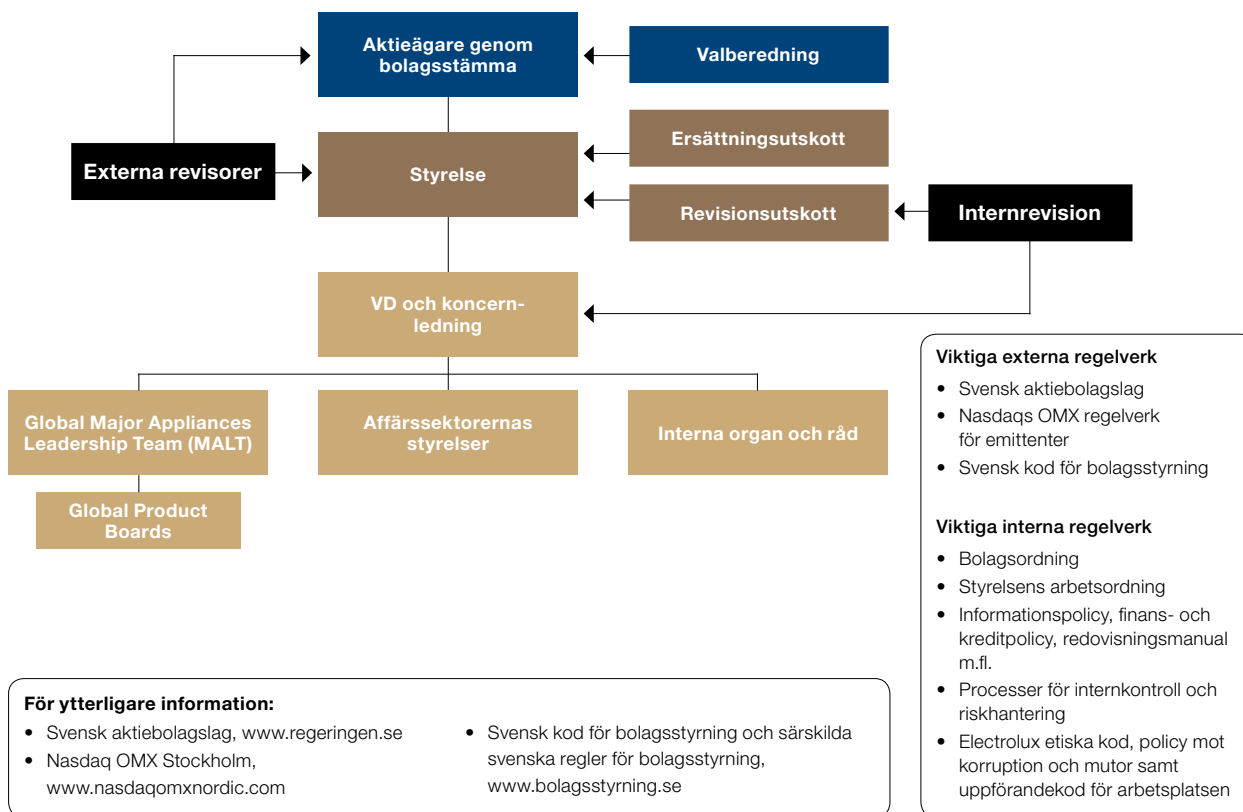 Aktieägare genom
bolagsstämma
Valberedning
Ersättningsutskott
Externa revisorer
Styrelse
Revisionsutskott
Internrevision
VD och koncern-
ledning
Global Major Appliances
Leadership Team (MALT)
Affärssektorernas
styrelser
Interna organ och råd
Global Product
Boards
Viktiga externa regelverk
• Svensk aktiebolagslag
• Nasdaqs OMX regelverk
för emittenter
• Svensk kod för bolagsstyrning
Viktiga interna regelverk
• Bolagsordning
• Styrelsens arbetsordning
• Informationspolicy, finans- och
kreditpolicy, redovisningsmanual
m.fl.
• Processer för internkontroll och
riskhantering
• Electrolux etiska kod, policy mot
korruption och mutor samt
uppförandekod för arbetsplatsen
För ytterligare information:
• Svensk aktiebolagslag, www.regeringen.se
• Nasdaq OMX Stockholm,
www.nasdaqomxnordic.com
• Svensk kod för bolagsstyrning och särskilda
svenska regler för bolagsstyrning,
www.bolagsstyrning.se